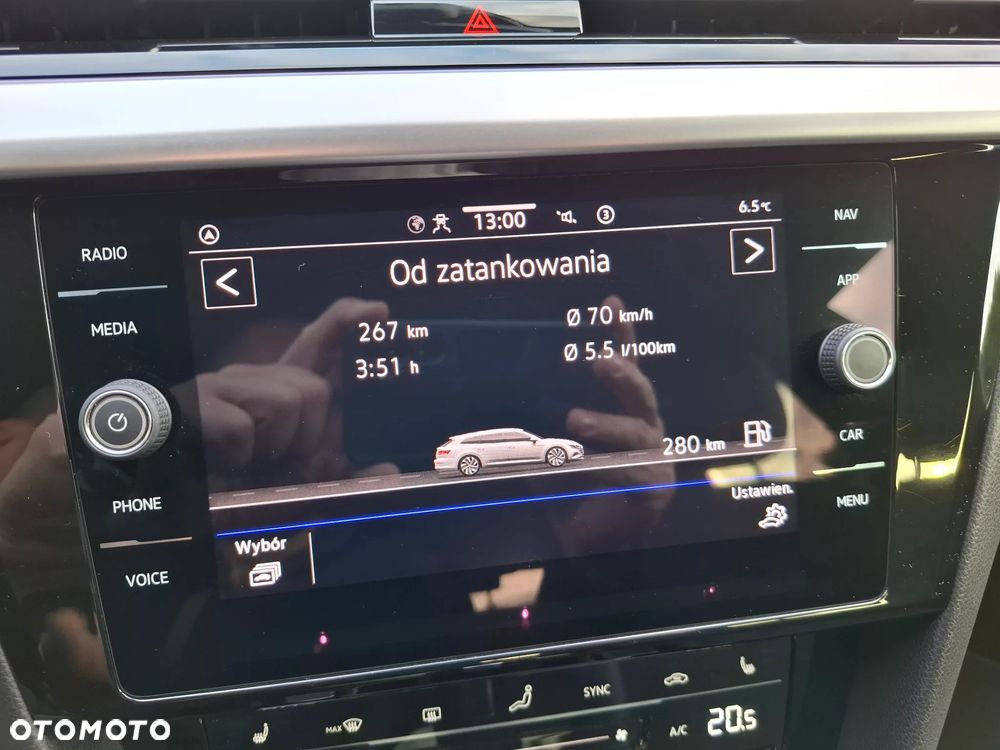 RADIO
MEDIA
PHONE
VOICE
13:00
3
6.5°C
Od zatankowania
267 km
3:51 h
Ø 70 km/h
Ø 5.5 l/100km
280 km
Ustawien.
Wybór
NAV
APP
CAR
MENU
MAX
SYNC
A/C
20.5
OTOMOTO